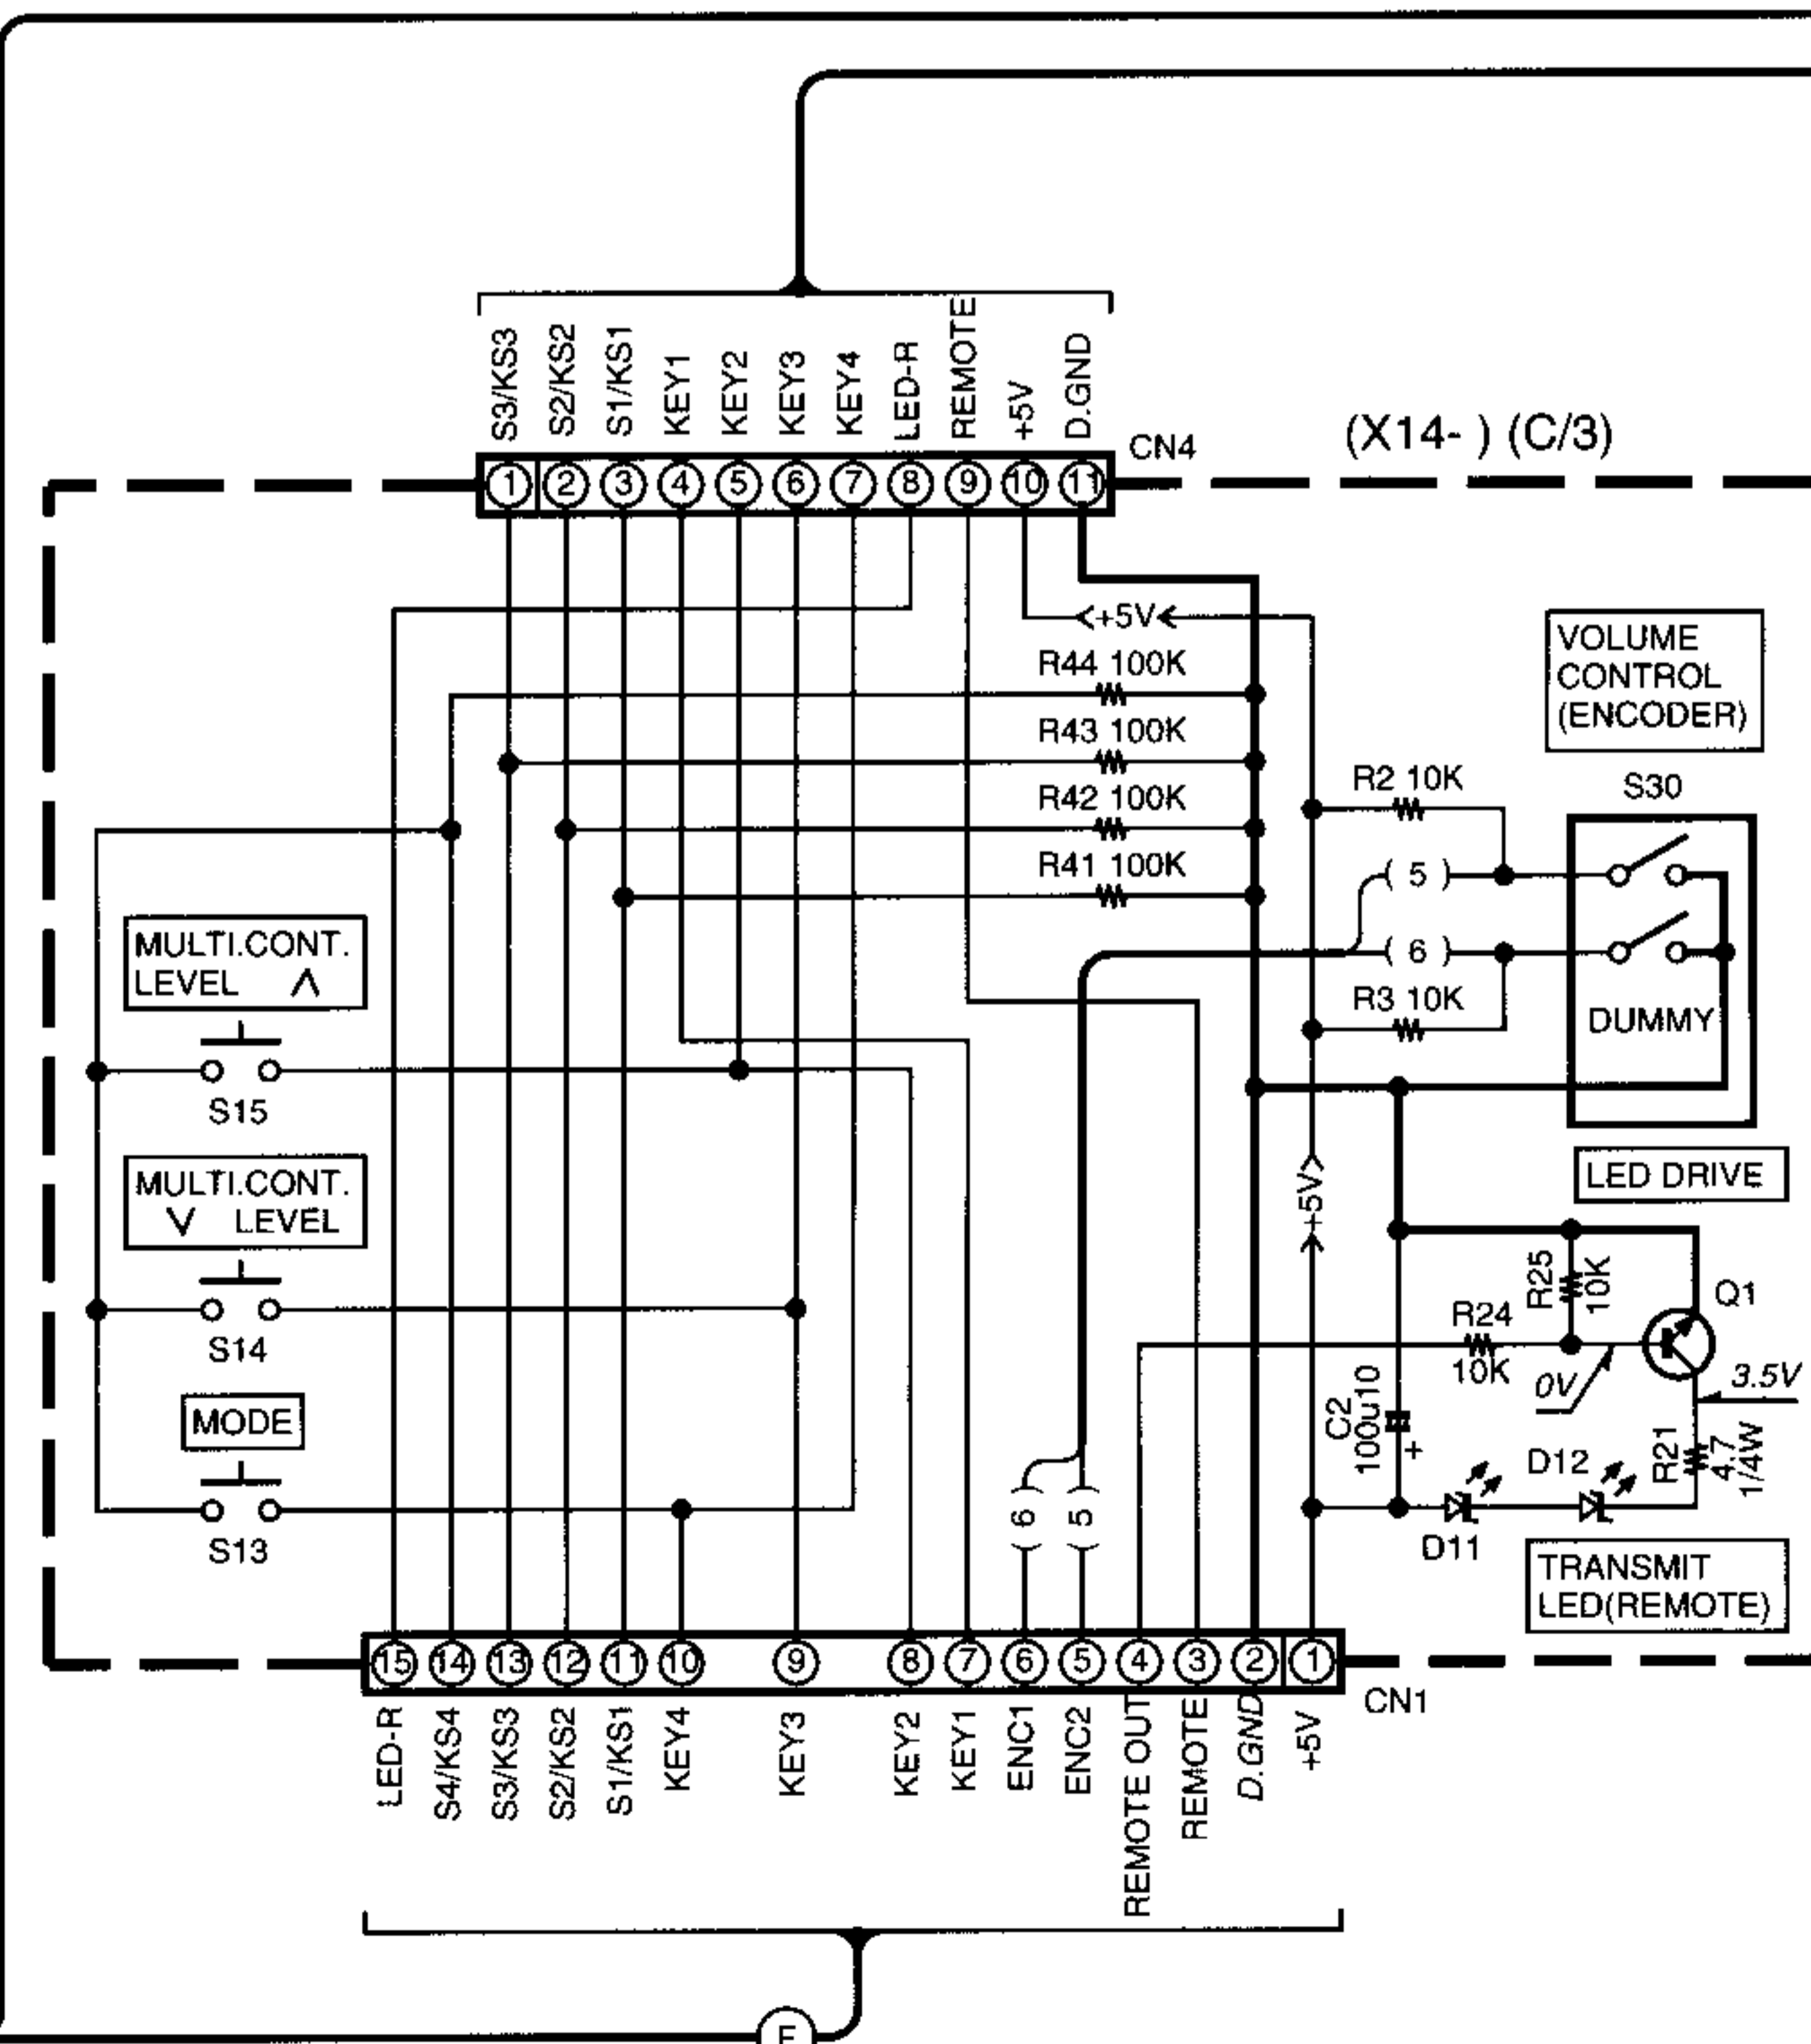 S3/KS3
S2/KS2
S1/KS1
KEY1
KEY2
KEY3
KEY4
LED-R
REMOTE
+5V
D.GND
CN4
(X14- ) (C/3)
1 2 3 4 5 6 7 8 9 10 11
<+5V<
R44 100K
R43 100K
R42 100K
R41 100K
VOLUME
CONTROL
(ENCODER)
R2 10K
S30
( 5 )
( 6 )
R3 10K
DUMMY
MULTI.CONT.
LEVEL ∧
S15
MULTI.CONT.
∨ LEVEL
S14
MODE
S13
+5V
LED DRIVE
R25
10K
Q1
R24
10K
0V
3.5V
C2
100u10
+
R21
4.7
1/4W
D12
D11
TRANSMIT
LED(REMOTE)
( 6 )
( 5 )
15 14 13 12 11 10 9 8 7 6 5 4 3 2 1
CN1
LED-R
S4/KS4
S3/KS3
S2/KS2
S1/KS1
KEY4
KEY3
KEY2
KEY1
ENC1
ENC2
REMOTE OUT
REMOTE
D.GND
+5V